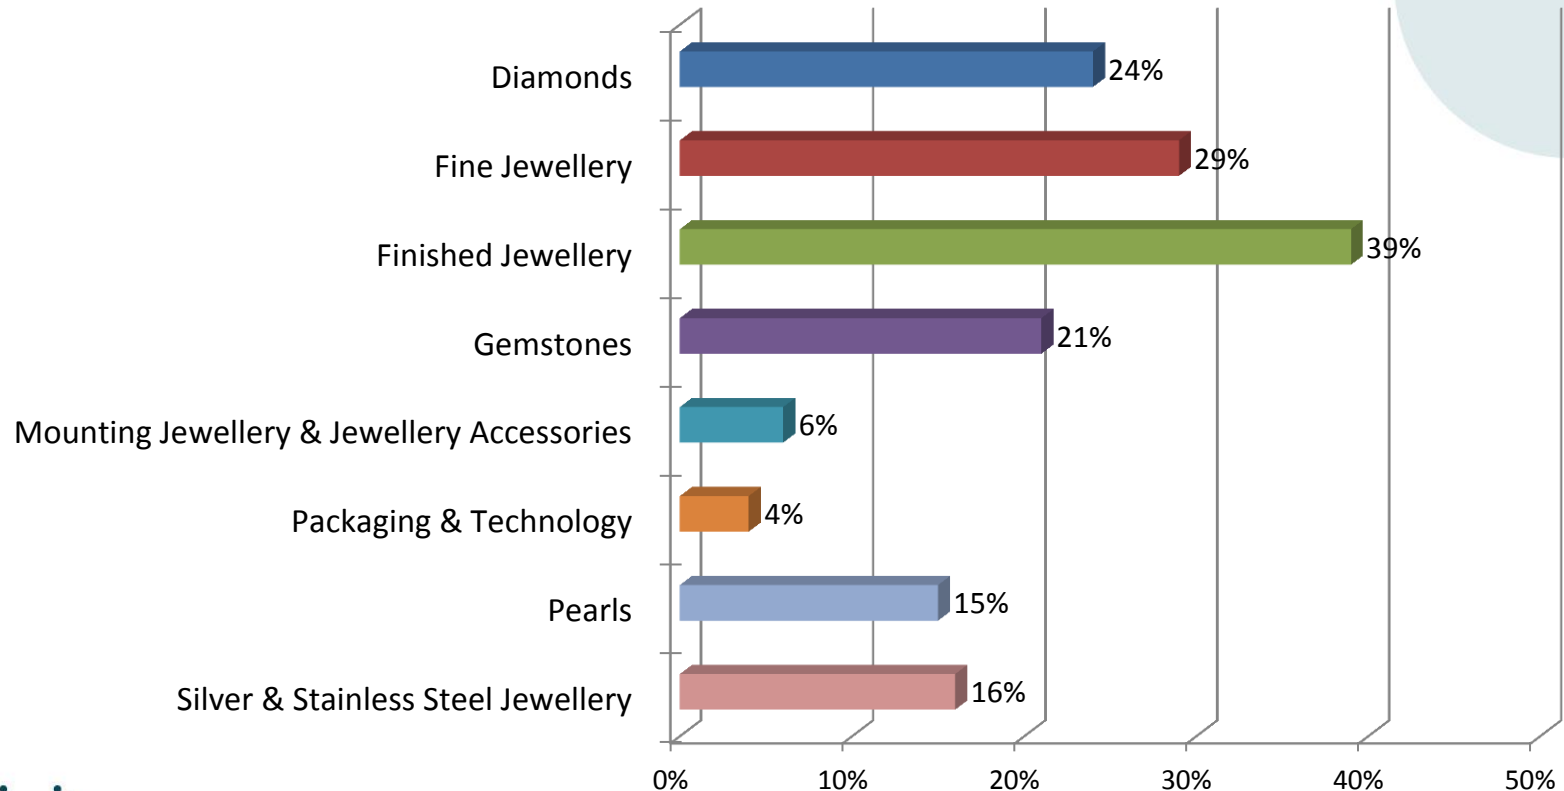 Diamonds 24%
Fine Jewellery 29%
Finished Jewellery 39%
Gemstones 21%
Mounting Jewellery & Jewellery Accessories 6%
Packaging & Technology 4%
Pearls 15%
Silver & Stainless Steel Jewellery 16%
0% 10% 20% 30% 40% 50%